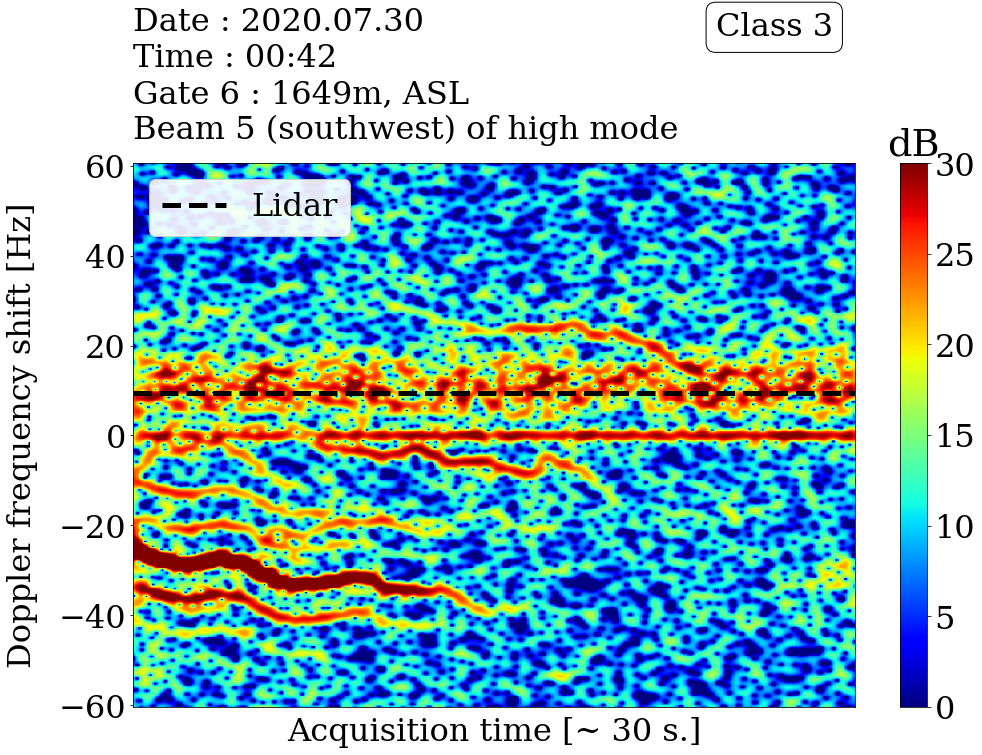 Date : 2020.07.30
Time : 00:42
Gate 6 : 1649m, ASL
Beam 5 (southwest) of high mode
Class 3
dB
Lidar
60
40
20
0
−20
−40
−60
Doppler frequency shift [Hz]
Acquisition time [~ 30 s.]
30
25
20
15
10
5
0